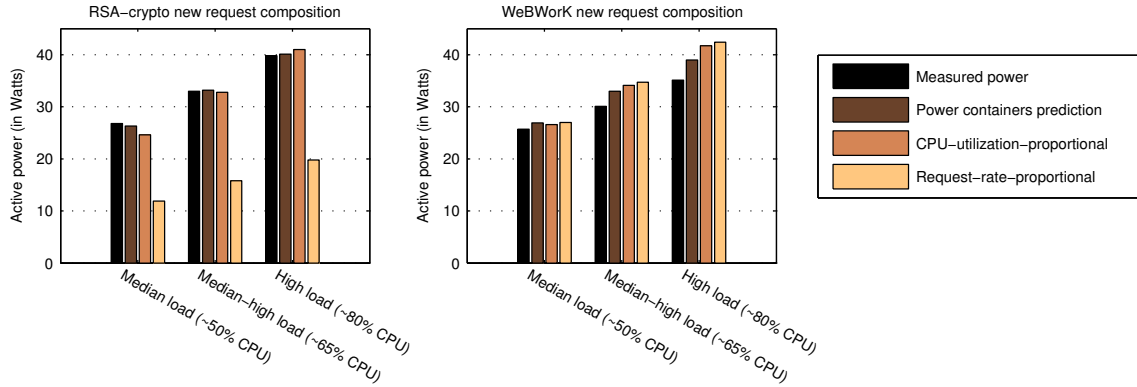 RSA−crypto new request composition
Active power (in Watts)
40
30
20
10
0
Median load (~50% CPU)
Median−high load (~65% CPU)
High load (~80% CPU)
WeBWorK new request composition
Active power (in Watts)
40
30
20
10
0
Median load (~50% CPU)
Median−high load (~65% CPU)
High load (~80% CPU)
Measured power
Power containers prediction
CPU−utilization−proportional
Request−rate−proportional